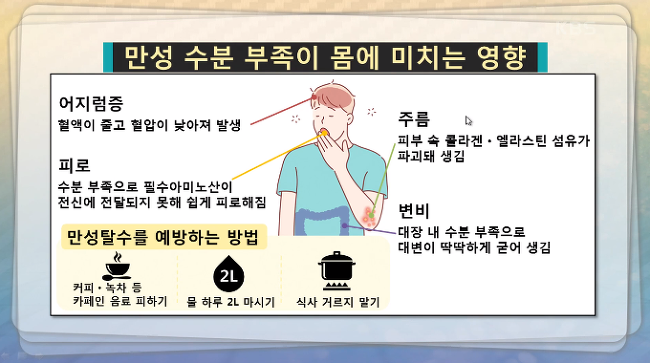 만성 수분 부족이 몸에 미치는 영향
어지럼증
혈액이 줄고 혈압이 낮아져 발생
피로
수분 부족으로 필수아미노산이
전신에 전달되지 못해 쉽게 피로해짐
주름
피부 속 콜라겐·엘라스틴 섬유가
파괴돼 생김
변비
대장 내 수분 부족으로
대변이 딱딱하게 굳어 생김
만성탈수를 예방하는 방법
커피·녹차 등
카페인 음료 피하기
2L
물 하루 2L 마시기
식사 거르지 말기